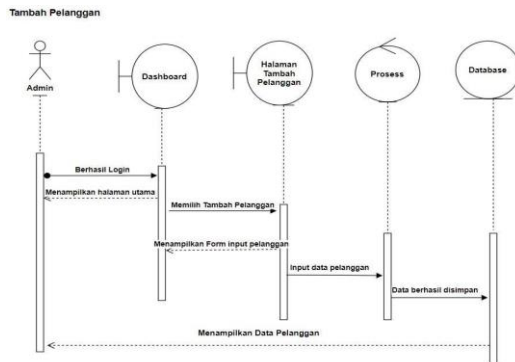 Tambah Pelanggan
Admin
Dashboard
Halaman
Tambah
Pelanggan
Prosess
Database
Berhasil Login
Menampilkan halaman utama
Memilih Tambah Pelanggan
Menampilkan Form input pelanggan
Input data pelanggan
Data berhasil disimpan
Menampilkan Data Pelanggan